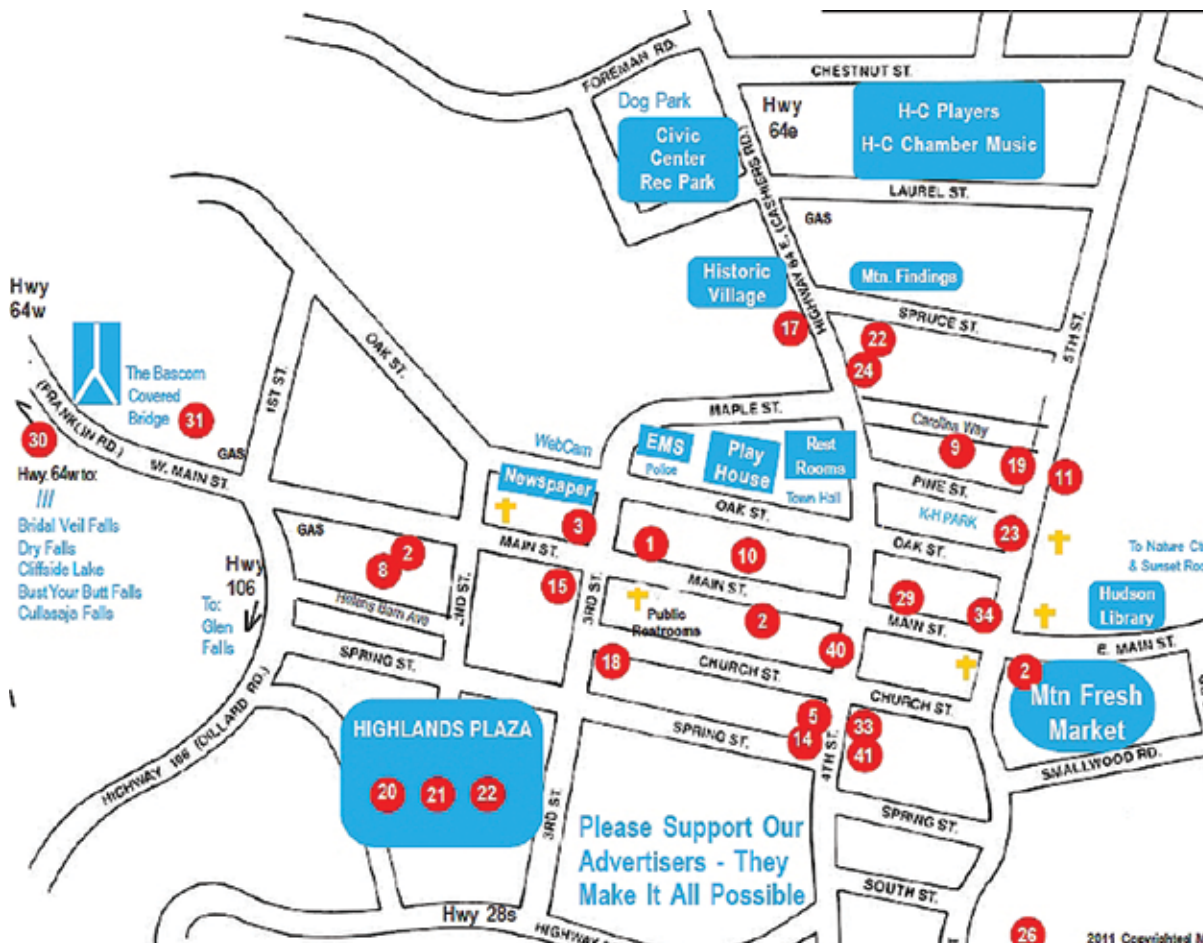 FOREMAN RD.
CHESTNUT ST.
Dog Park
Hwy
64e
Civic
Center
Rec Park
H-C Players
H-C Chamber Music
LAUREL ST.
GAS
HIGHWAY 64 E. (CASHIERS RD.)
Historic
Village
Mtn. Findings
SPRUCE ST.
5TH ST.
17
22
24
Hwy
64w
The Bascom
Covered
Bridge
31
30
(FRANKLIN RD.)
W. MAIN ST.
1ST ST.
OAK ST.
GAS
Hwy. 64w to:
///
Bridal Veil Falls
Dry Falls
Cliffside Lake
Bust Your Butt Falls
Cullasaja Falls
MAPLE ST.
WebCam
EMS
Police
Play
House
Rest
Rooms
Town Hall
Newspaper
Carolina Way
9
19
11
PINE ST.
K-H PARK
23
OAK ST.
OAK ST.
3
MAIN ST.
1
10
MAIN ST.
GAS
2
8
Helens Barn Ave
Hwy
106
To:
Glen
Falls
2ND ST.
15
3RD ST.
Public
Restrooms
2
40
29
34
MAIN ST.
To Nature
& Sunset
Hudson
Library
E. MAIN ST.
2
Mtn Fresh
Market
SMALLWOOD RD.
SPRING ST.
18
CHURCH ST.
CHURCH ST.
5
14
33
41
SPRING ST.
4TH ST.
HIGHWAY 106 (DILLARD RD.)
HIGHLANDS PLAZA
20
21
22
3RD ST.
Please Support Our
Advertisers - They
Make It All Possible
SPRING ST.
SOUTH ST.
Hwy 28s
HIGHWAY
26
2011 Copyrighted